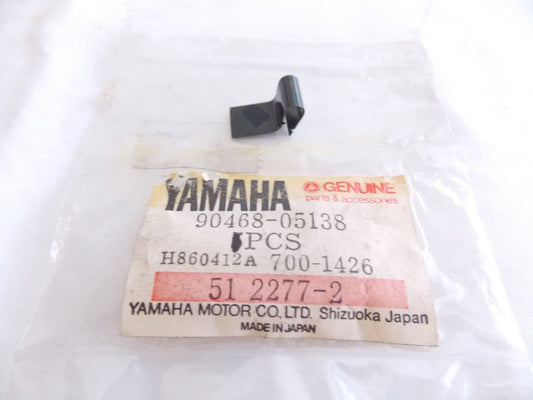 YAMAHA GENUINE
parts & accessories
90468-05138
1PCS
H860412A 700-1426
51 2277-2
YAMAHA MOTOR CO., LTD. Shizuoka Japan
MADE IN JAPAN